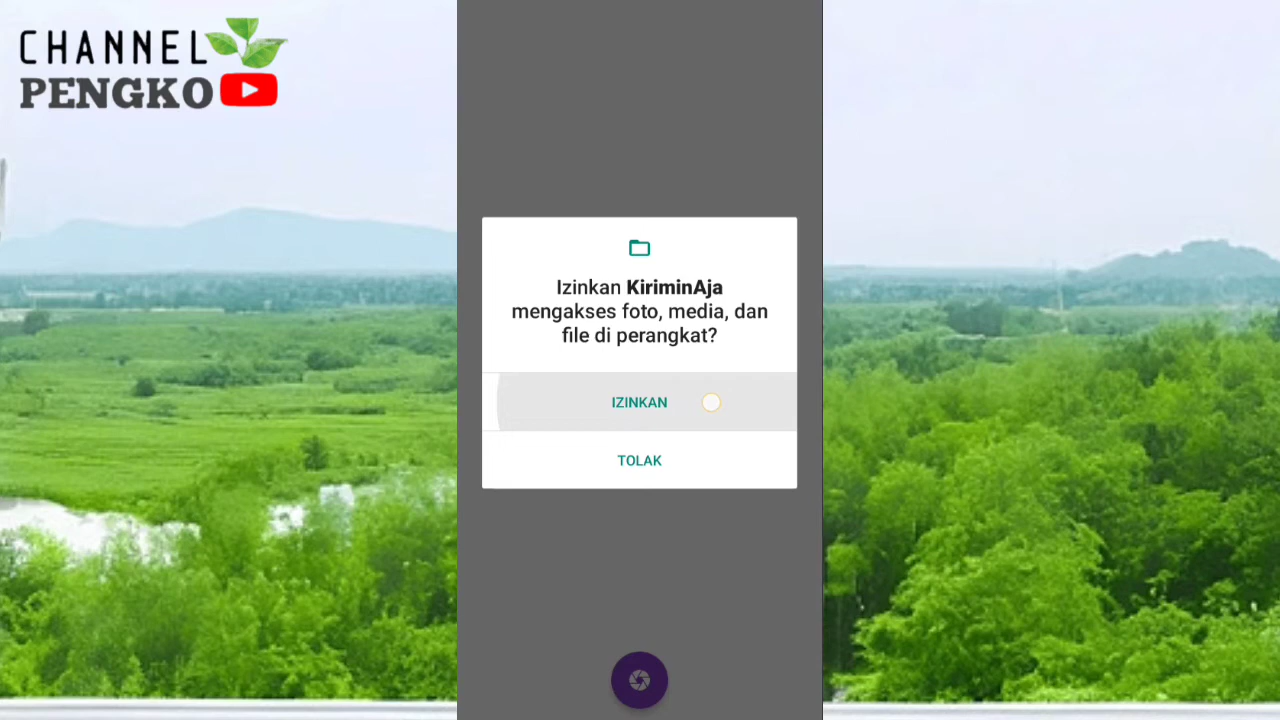 CHANNEL
PENGKO
Izinkan KiriminAja
mengakses foto, media, dan
file di perangkat?
IZINKAN
TOLAK